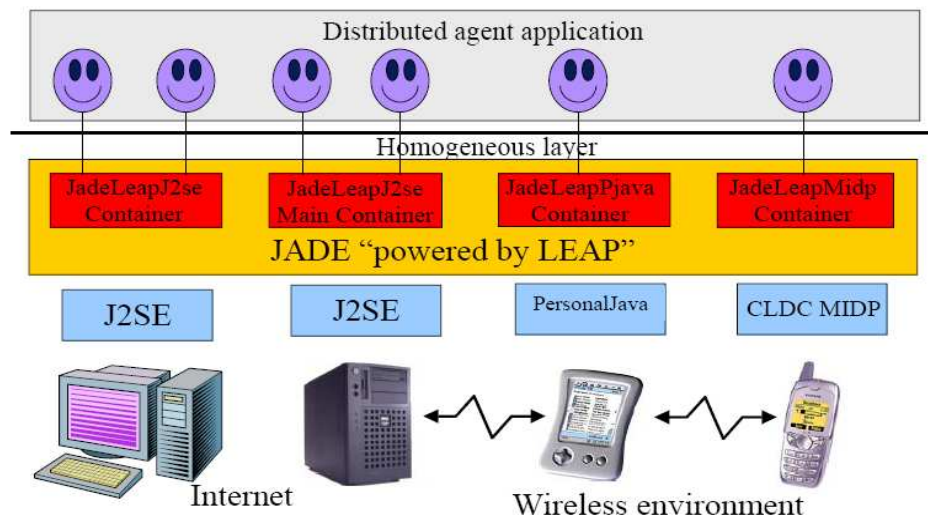 Distributed agent application
Homogeneous layer
JadeLeapJ2se
Container
JadeLeapJ2se
Main Container
JadeLeapPjava
Container
JadeLeapMidp
Container
JADE “powered by LEAP”
J2SE
J2SE
PersonalJava
CLDC MIDP
Internet
Wireless environment